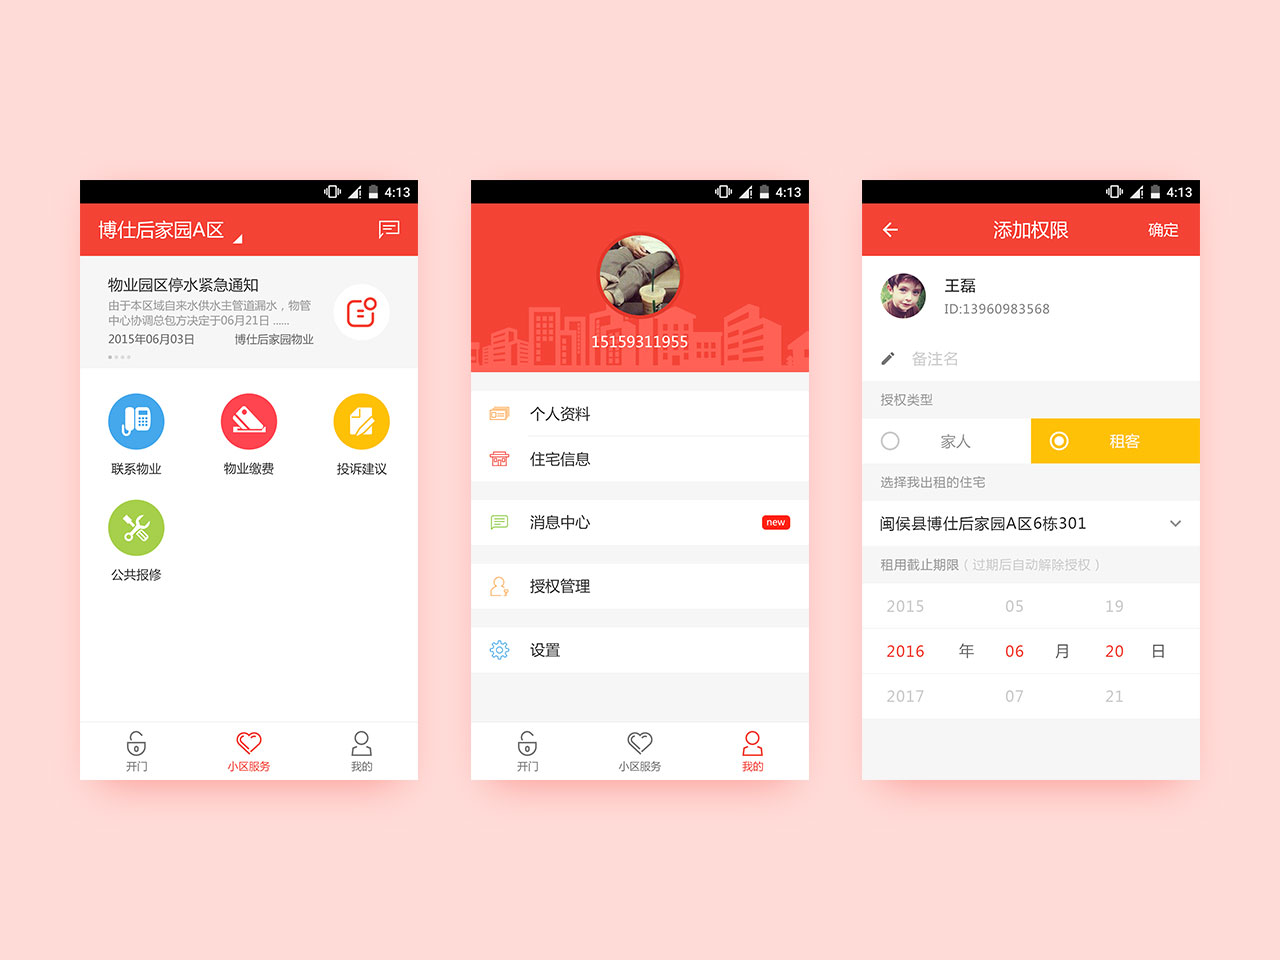 4:13
博仕后家园A区
物业园区停水紧急通知
由于本区域自来水供水主管道漏水，物管
中心协调总包方决定于06月21日 ......
2015年06月03日 博仕后家园物业
联系物业 物业缴费 投诉建议
公共报修
开门 小区服务 我的
4:13
15159311955
个人资料
住宅信息
消息中心 new
授权管理
设置
开门 小区服务 我的
4:13
添加权限 确定
王磊
ID:13960983568
备注名
授权类型
家人 租客
选择我出租的住宅
闽侯县博仕后家园A区6栋301
租用截止期限（过期后自动解除授权）
2015 05 19
2016 年 06 月 20 日
2017 07 21